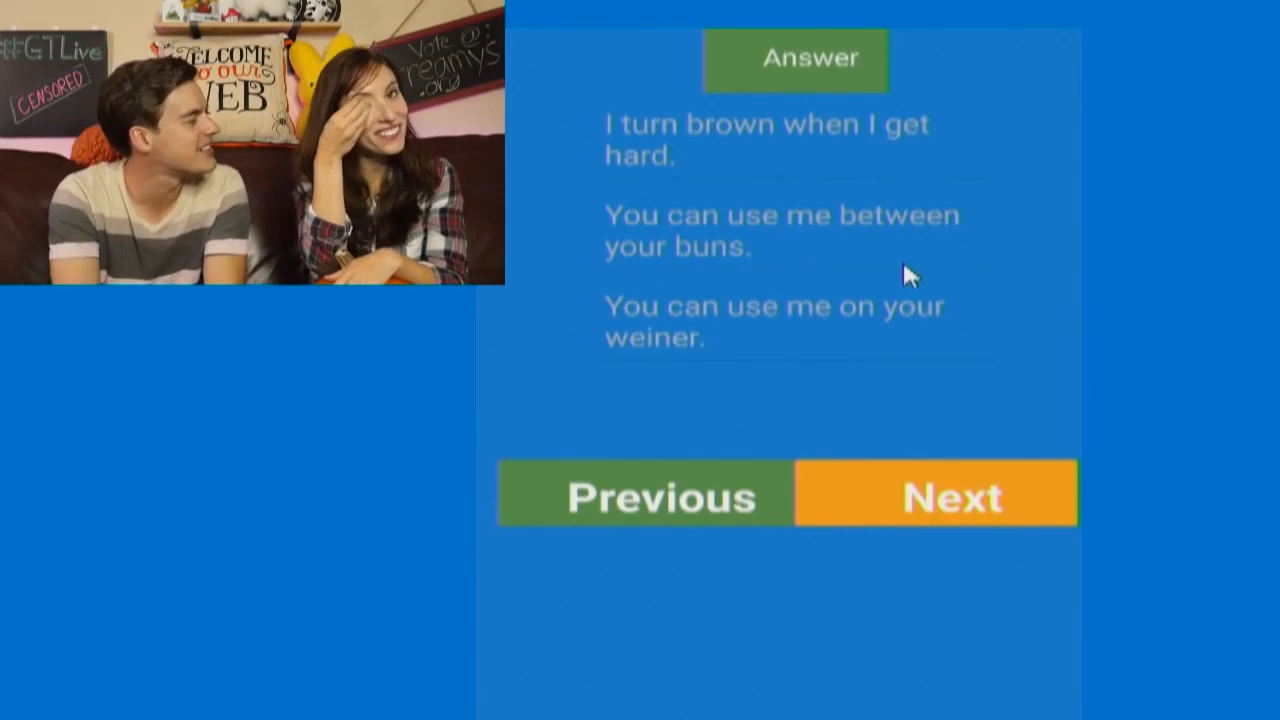 #GTLive
CENSORED
WELCOME
to our
WEB
Vote @:
reamys
.org
Answer
I turn brown when I get
hard.
You can use me between
your buns.
You can use me on your
weiner.
Previous
Next